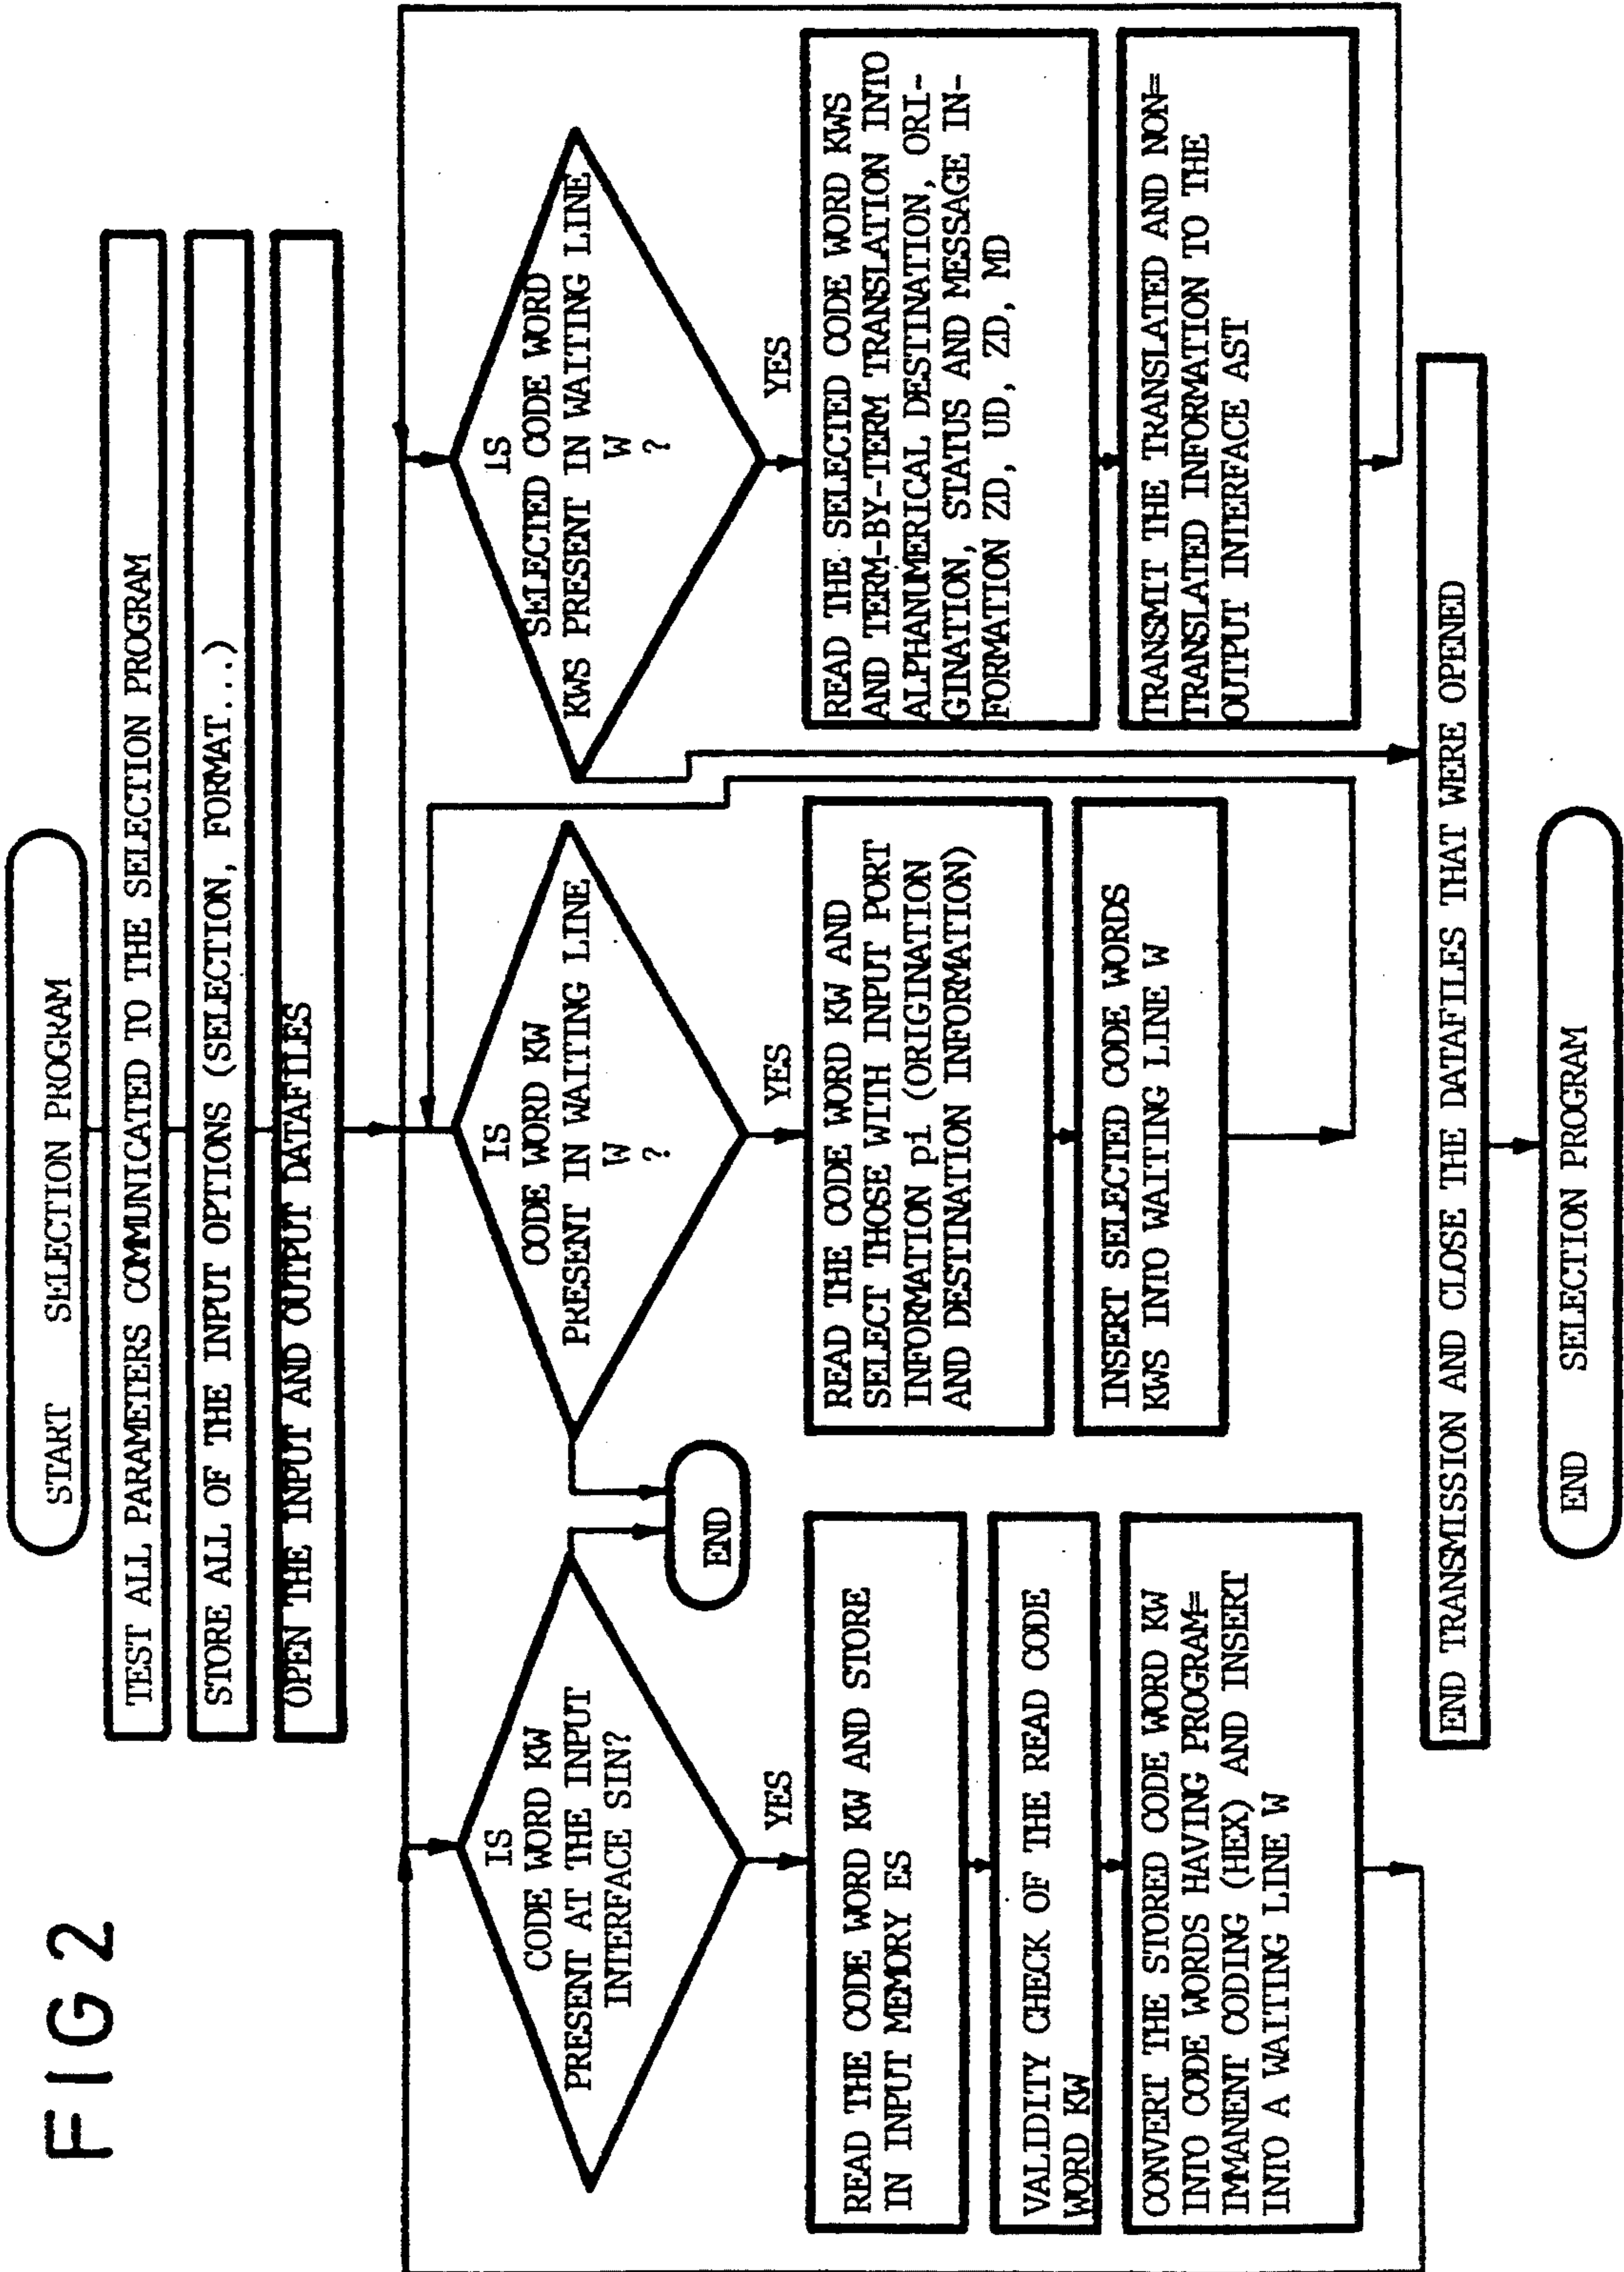 FIG 2
START SELECTION PROGRAM
TEST ALL PARAMETERS COMMUNICATED TO THE SELECTION PROGRAM
STORE ALL OF THE INPUT OPTIONS (SELECTION, FORMAT...)
OPEN THE INPUT AND OUTPUT DATAFILES
IS
CODE WORD KW
PRESENT AT THE INPUT
INTERFACE SIN?
YES
READ THE CODE WORD KW AND STORE
IN INPUT MEMORY ES
VALIDITY CHECK OF THE READ CODE
WORD KW
CONVERT THE STORED CODE WORD KW
INTO CODE WORDS HAVING PROGRAM=
IMMANENT CODING (HEX) AND INSERT
INTO A WAITING LINE W
END
IS
CODE WORD KW
PRESENT IN WAITING LINE
W
?
YES
READ THE CODE WORD KW AND
SELECT THOSE WITH INPUT PORT
INFORMATION pi (ORIGINATION
AND DESTINATION INFORMATION)
INSERT SELECTED CODE WORDS
KWS INTO WAITING LINE W
IS
SELECTED CODE WORD
KWS PRESENT IN WAITING LINE
W
?
YES
READ THE SELECTED CODE WORD KWS
AND TERM-BY-TERM TRANSLATION INTO
ALPHANUMERICAL DESTINATION, ORI-
GINATION, STATUS AND MESSAGE IN-
FORMATION ZD, UD, ZD, MD
TRANSMIT THE TRANSLATED AND NON=
TRANSLATED INFORMATION TO THE
OUTPUT INTERFACE AST
END TRANSMISSION AND CLOSE THE DATAFILES THAT WERE OPENED
END SELECTION PROGRAM